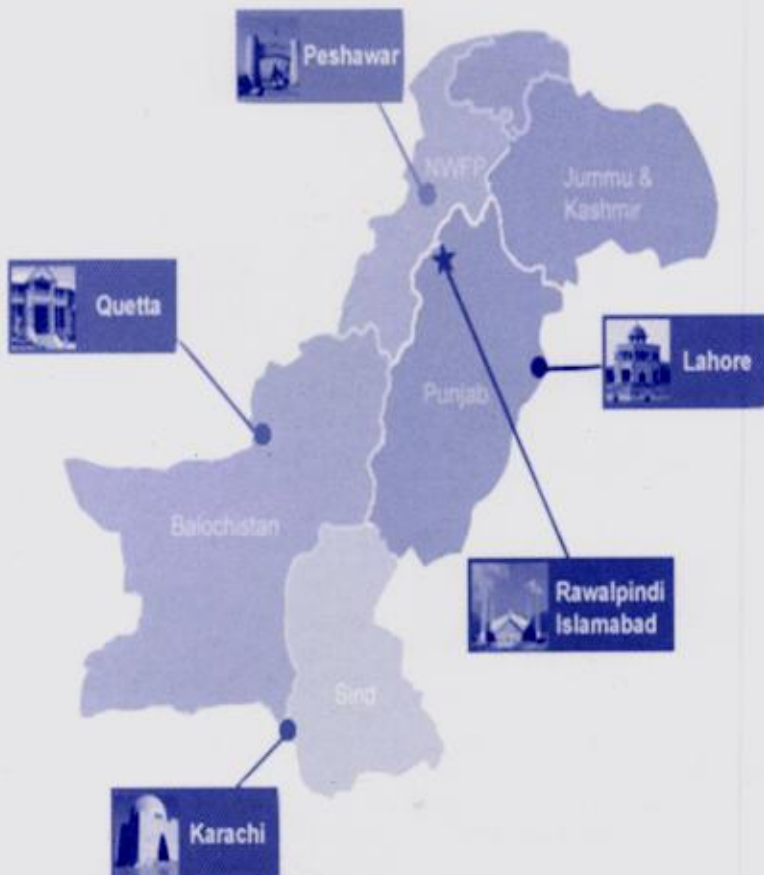 Peshawar
NWFP
Jummu &
Kashmir
Quetta
Lahore
Punjab
Balochistan
Rawalpindi
Islamabad
Sind
Karachi